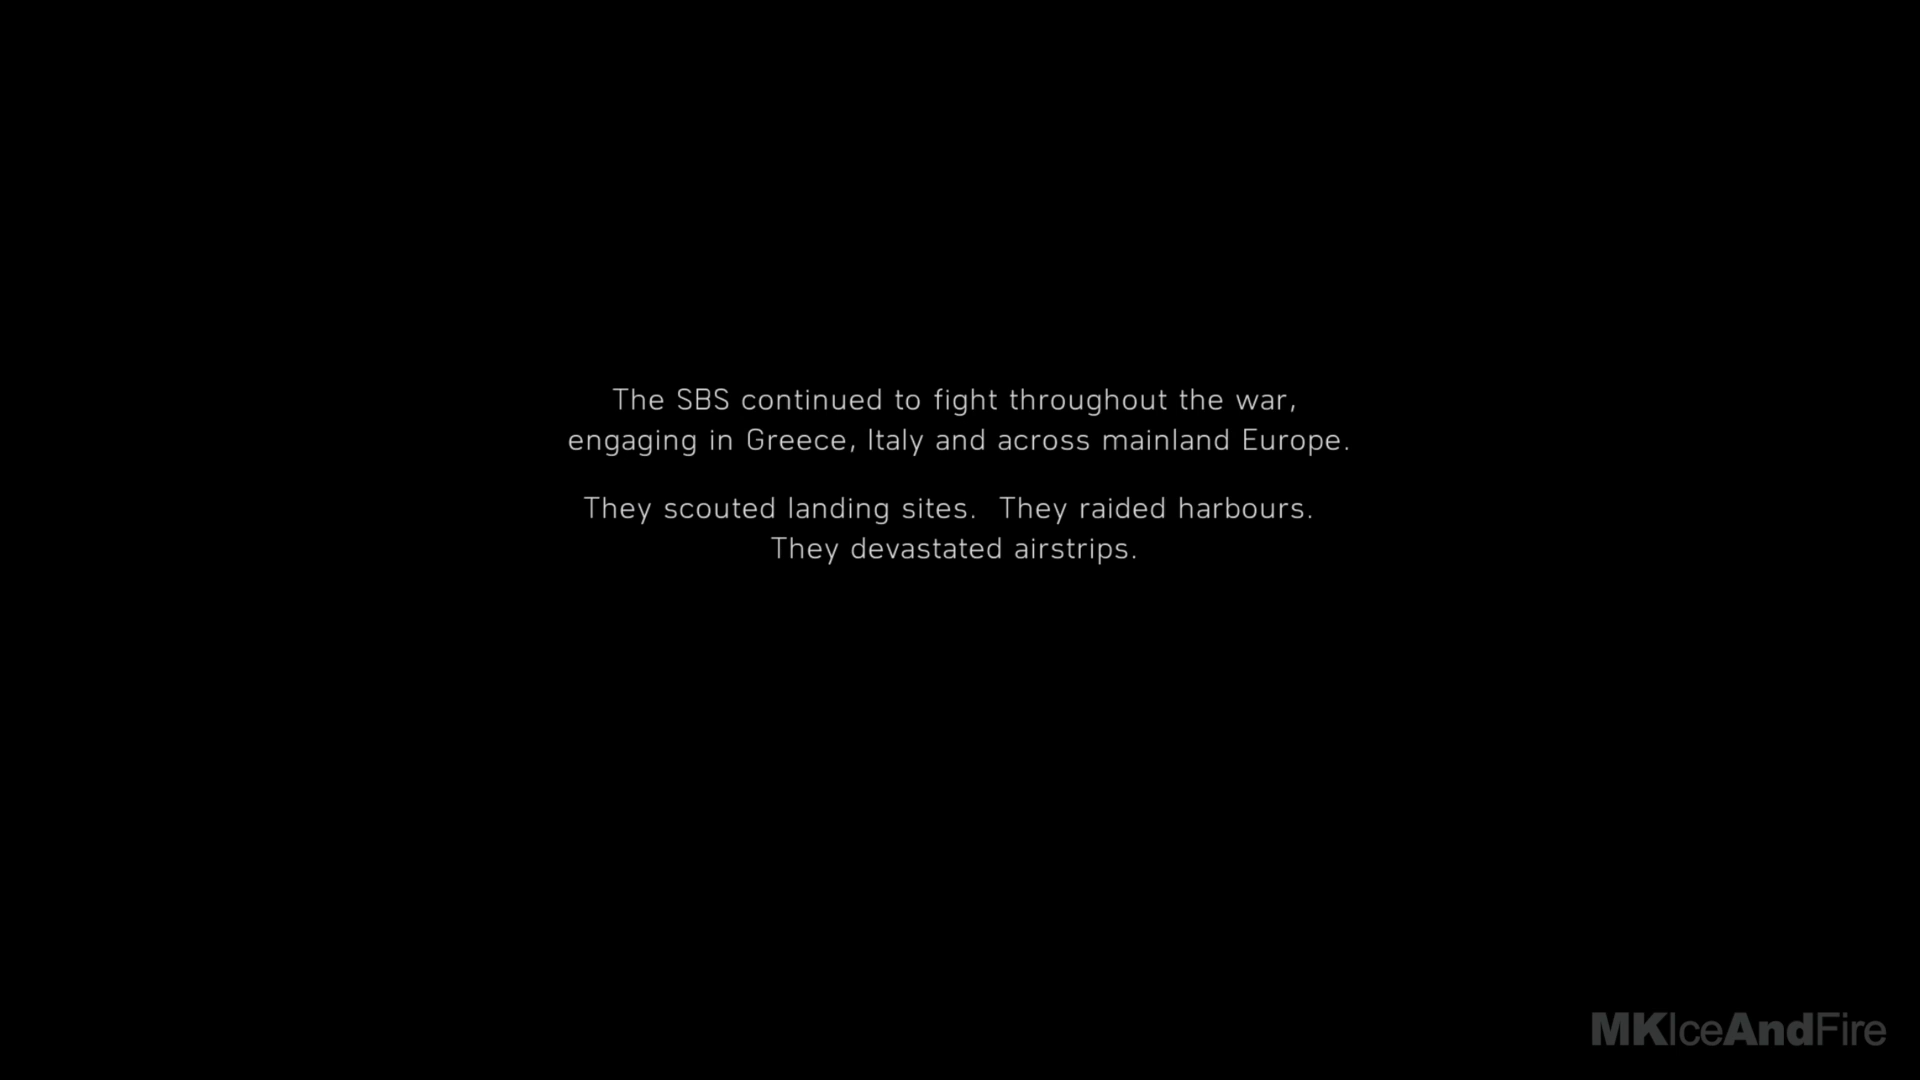 The SBS continued to fight throughout the war,
engaging in Greece, Italy and across mainland Europe.
They scouted landing sites.  They raided harbours.
They devastated airstrips.
MKIceAndFire